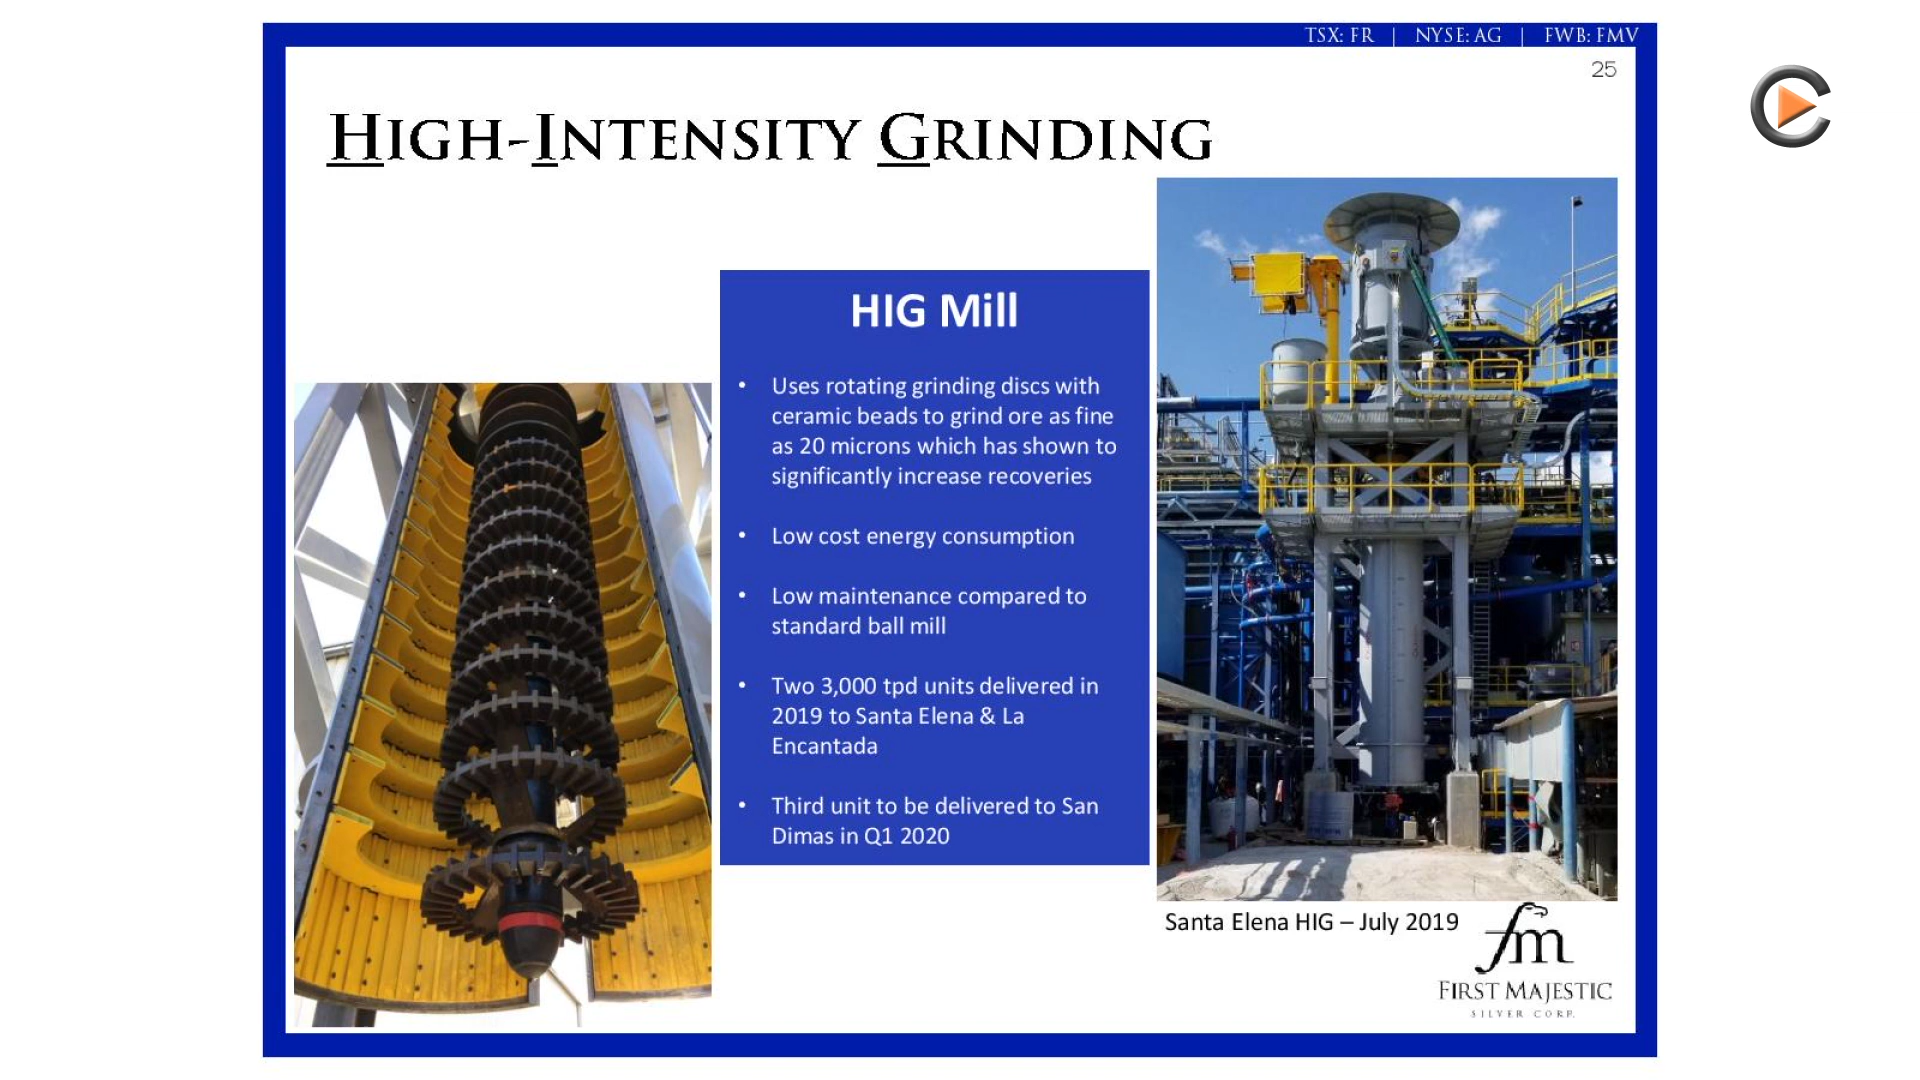 TSX: FR | NYSE: AG | FWB: FMV
25
HIGH-INTENSITY GRINDING
HIG Mill
• Uses rotating grinding discs with
ceramic beads to grind ore as fine
as 20 microns which has shown to
significantly increase recoveries
• Low cost energy consumption
• Low maintenance compared to
standard ball mill
• Two 3,000 tpd units delivered in
2019 to Santa Elena & La
Encantada
• Third unit to be delivered to San
Dimas in Q1 2020
Santa Elena HIG – July 2019
fm
FIRST MAJESTIC
SILVER CORP.